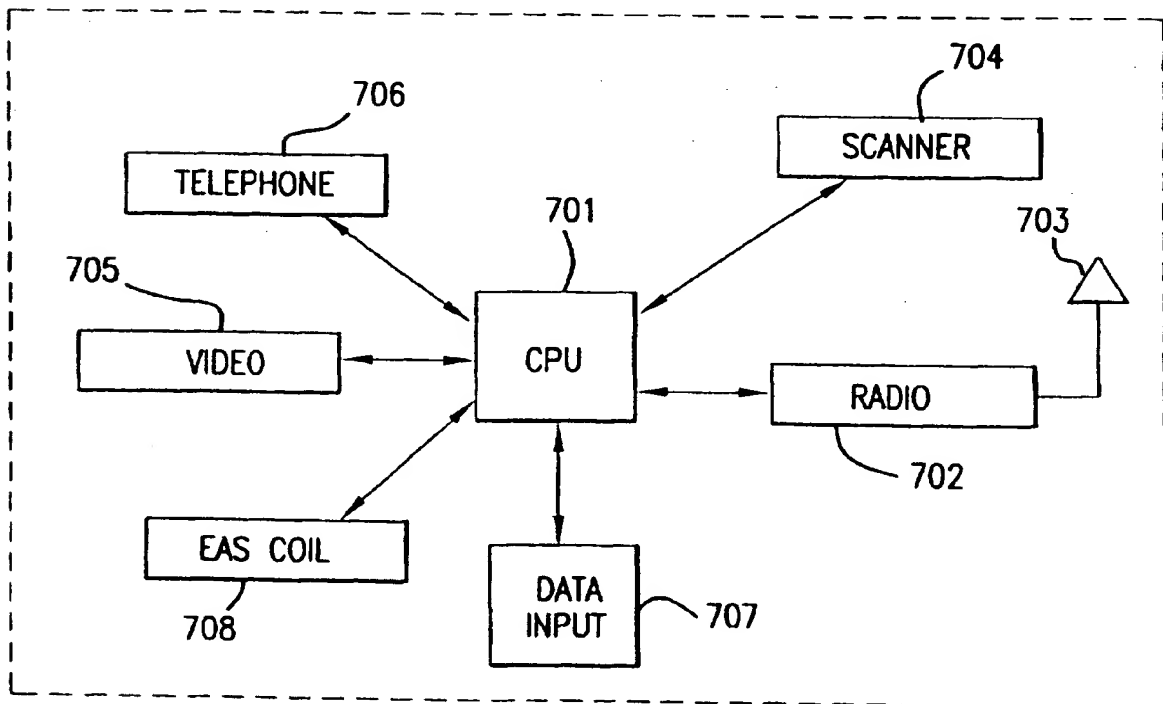 704
706
SCANNER
TELEPHONE
701
703
705
VIDEO
CPU
RADIO
702
EAS COIL
708
DATA
INPUT
707